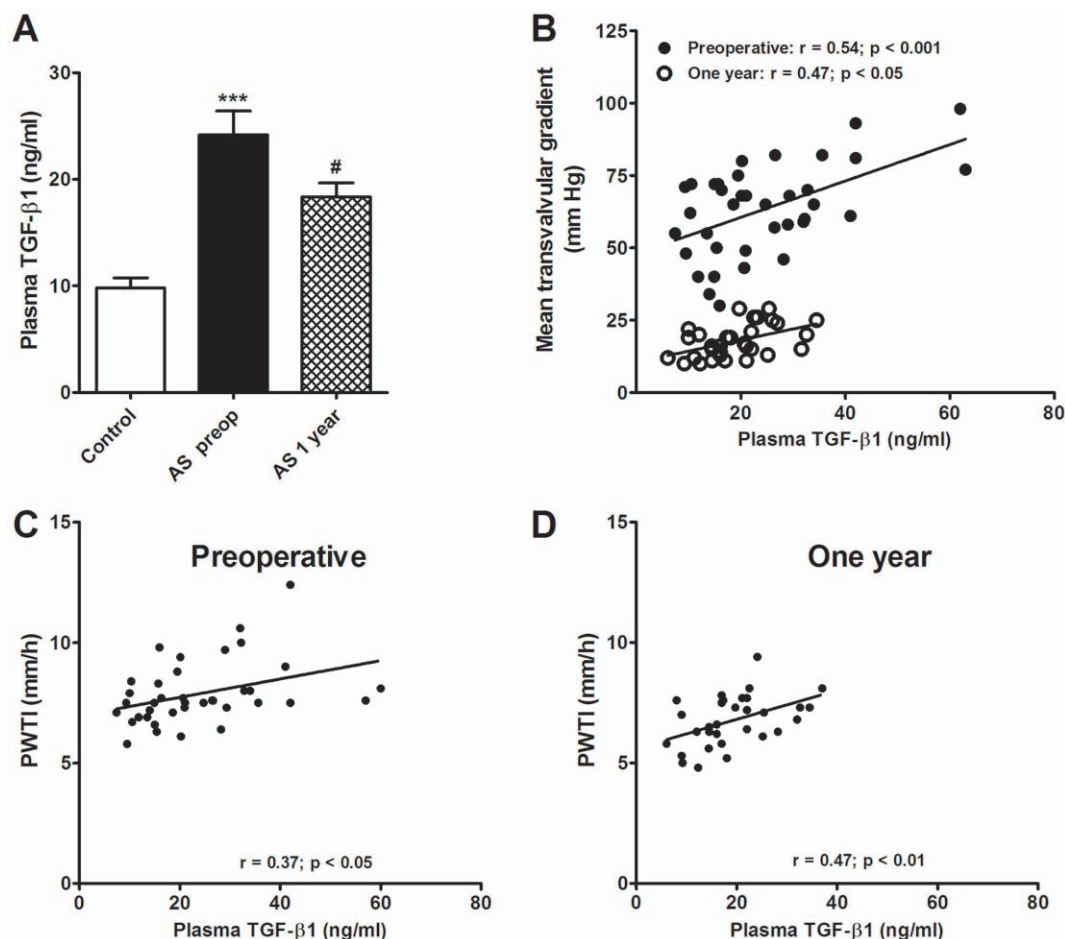 A
Plasma TGF-β1 (ng/ml)
30
20
10
0
***
#
Control
AS preop
AS 1 year
B
Preoperative: r = 0.54; p < 0.001
One year: r = 0.47; p < 0.05
Mean transvalvular gradient
(mm Hg)
125
100
75
50
25
0
20
40
60
80
Plasma TGF-β1 (ng/ml)
C
Preoperative
PWTI (mm/h)
15
10
5
0
r = 0.37; p < 0.05
0
20
40
60
80
Plasma TGF-β1 (ng/ml)
D
One year
PWTI (mm/h)
15
10
5
0
r = 0.47; p < 0.01
0
20
40
60
80
Plasma TGF-β1 (ng/ml)